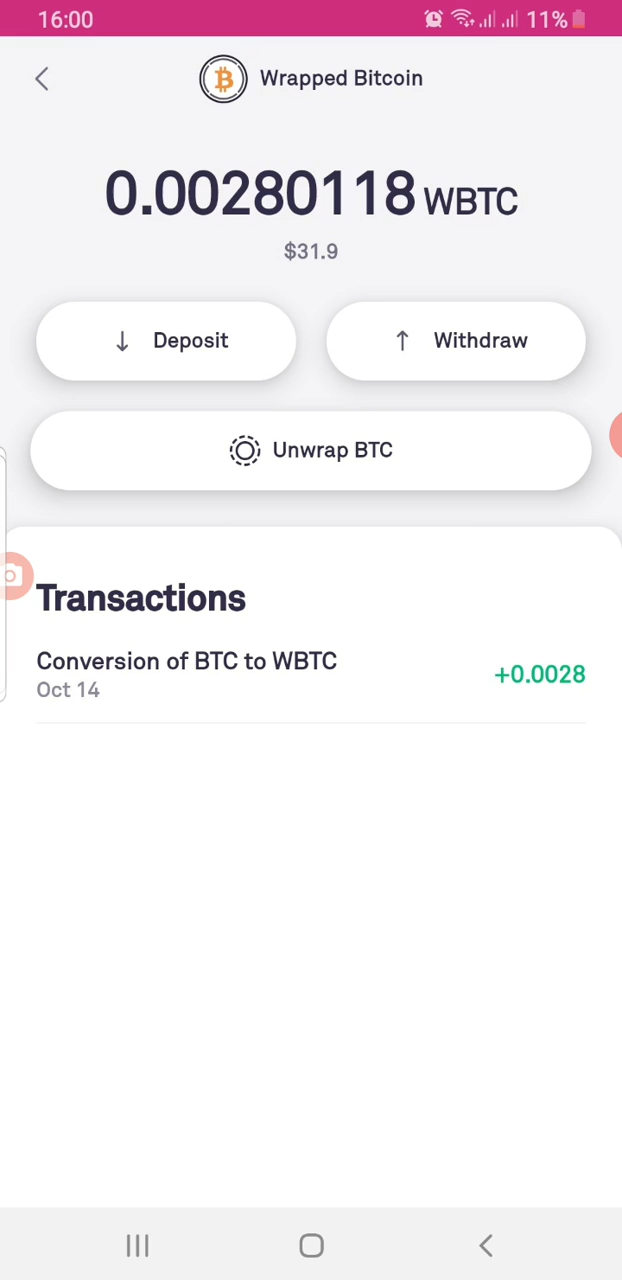 16:00 11%
Wrapped Bitcoin
0.00280118 WBTC
$31.9
↓ Deposit
↑ Withdraw
Unwrap BTC
Transactions
Conversion of BTC to WBTC
+0.0028
Oct 14